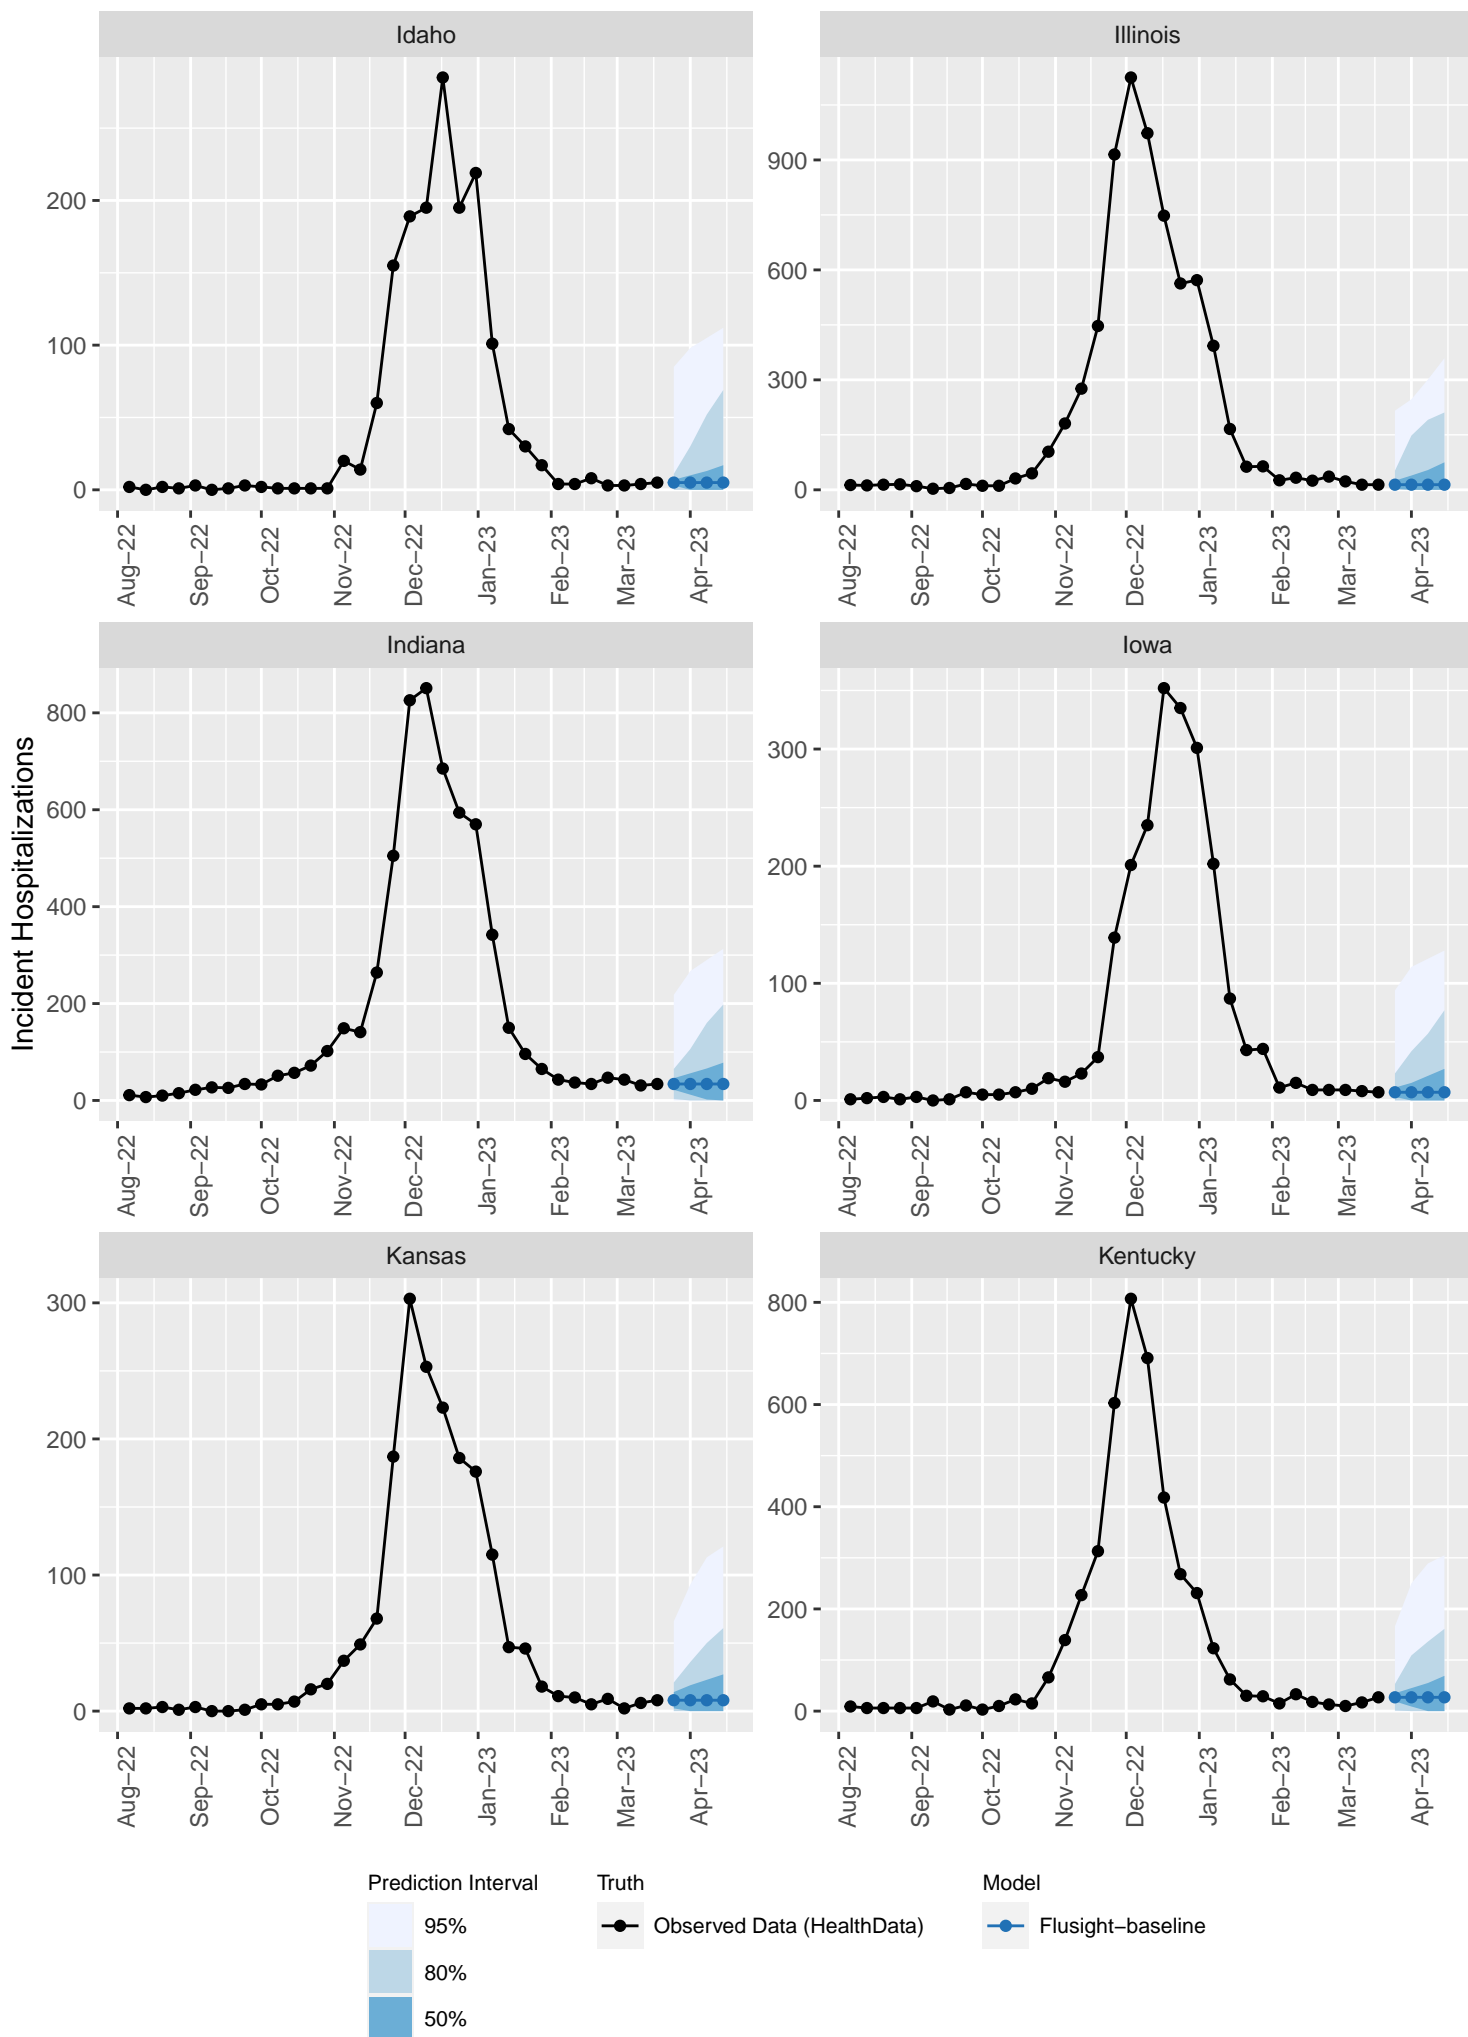 Idaho
Illinois
200
100
0
900
600
300
0
Aug−22 Sep−22 Oct−22 Nov−22 Dec−22 Jan−23 Feb−23 Mar−23 Apr−23
Aug−22 Sep−22 Oct−22 Nov−22 Dec−22 Jan−23 Feb−23 Mar−23 Apr−23
Indiana
Iowa
Incident Hospitalizations
800
600
400
200
0
300
200
100
0
Aug−22 Sep−22 Oct−22 Nov−22 Dec−22 Jan−23 Feb−23 Mar−23 Apr−23
Aug−22 Sep−22 Oct−22 Nov−22 Dec−22 Jan−23 Feb−23 Mar−23 Apr−23
Kansas
Kentucky
300
200
100
0
800
600
400
200
0
Aug−22 Sep−22 Oct−22 Nov−22 Dec−22 Jan−23 Feb−23 Mar−23 Apr−23
Aug−22 Sep−22 Oct−22 Nov−22 Dec−22 Jan−23 Feb−23 Mar−23 Apr−23
Prediction Interval
95%
80%
50%
Truth
Observed Data (HealthData)
Model
Flusight−baseline